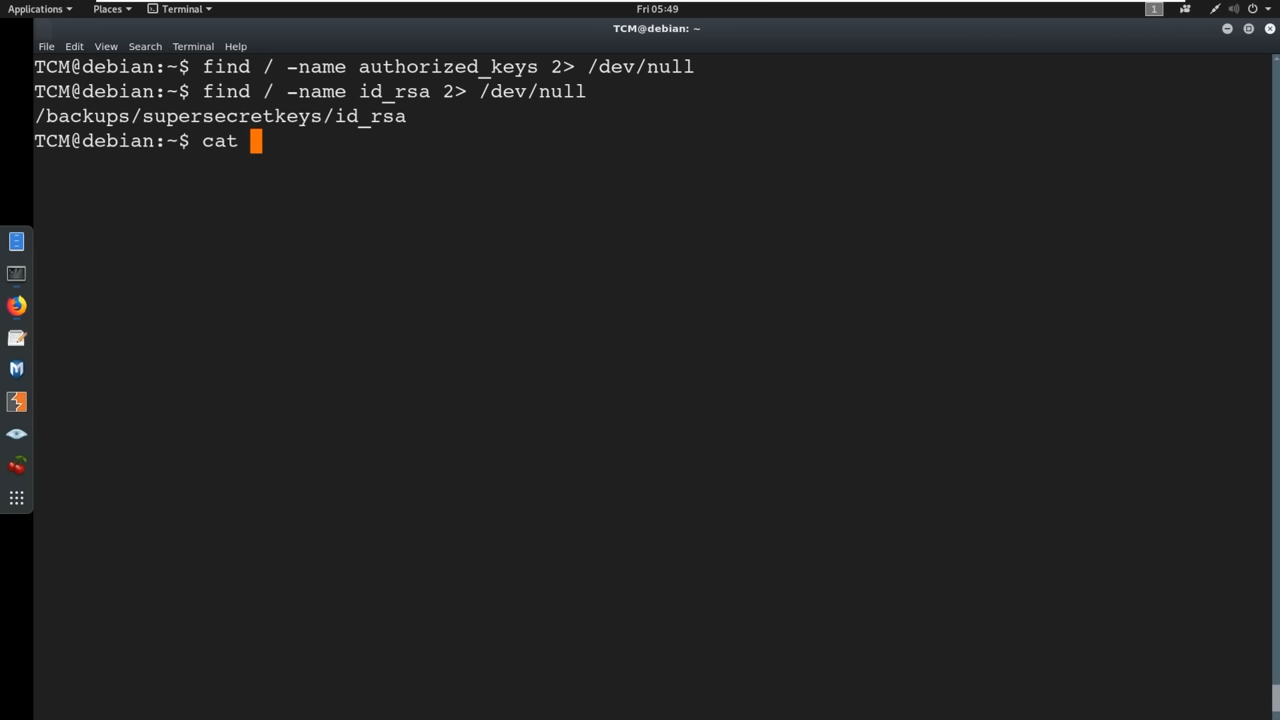 Applications Places Terminal Fri 05:49 1
TCM@debian: ~
File Edit View Search Terminal Help
TCM@debian:~$ find / -name authorized_keys 2> /dev/null
TCM@debian:~$ find / -name id_rsa 2> /dev/null
/backups/supersecretkeys/id_rsa
TCM@debian:~$ cat